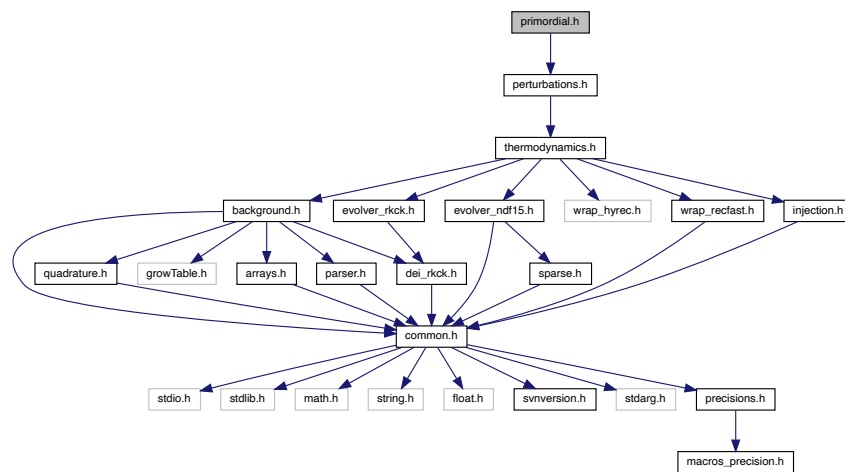 primordial.h
perturbations.h
thermodynamics.h
background.h
evolver_rkck.h
evolver_ndf15.h
wrap_hyrec.h
wrap_recfast.h
injection.h
quadrature.h
growTable.h
arrays.h
parser.h
dei_rkck.h
sparse.h
common.h
stdio.h
stdlib.h
math.h
string.h
float.h
svnversion.h
stdarg.h
precisions.h
macros_precision.h